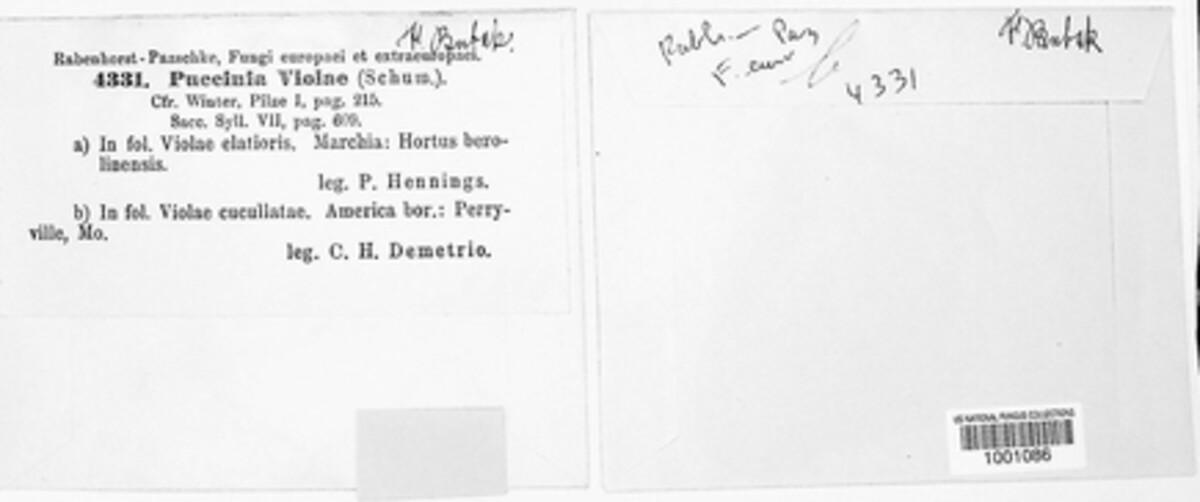 Rabenhorst-Pazschke, Fungi europaei et extraeuropaei.
4331. Puccinia Violae (Schum.).
Cfr. Winter, Pilze I, pag. 215.
Sacc. Syll. VII, pag. 609.
a) In fol. Violae elatioris. Marchia: Hortus bero-
linensis.
leg. P. Hennings.
b) In fol. Violae cucullatae. America bor.: Perry-
ville, Mo.
leg. C. H. Demetrio.
Rabh. — Paz
F. eur
4331
US NATIONAL FUNGUS COLLECTIONS
1001086